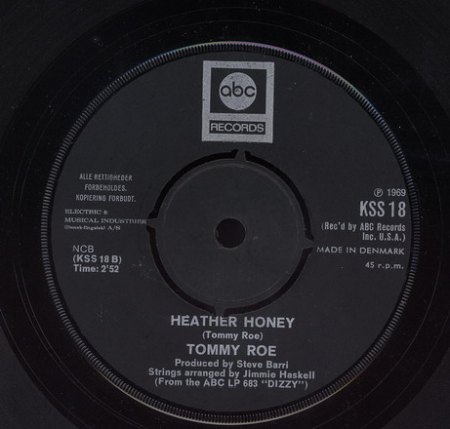 abc
RECORDS
ALLE RETTIGHEDER
FORBEHOLDES.
KOPIERING FORBUDT.
ELECTRIC &
MUSICAL INDUSTRIES
(Dansk-Engelsk) A/S
NCB
(KSS 18 B)
Time: 2'52
℗ 1969
KSS 18
(Rec'd by ABC Records
Inc. U.S.A.)
MADE IN DENMARK
45 r.p.m.
HEATHER HONEY
(Tommy Roe)
TOMMY ROE
Produced by Steve Barri
Strings arranged by Jimmie Haskell
(From the ABC LP 683 "DIZZY")